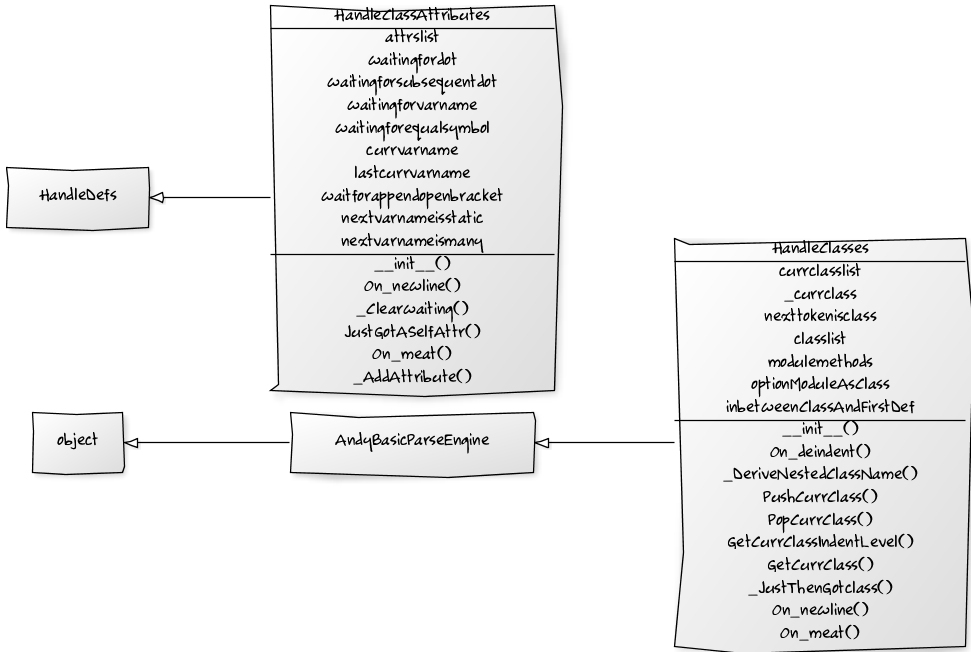 HandleClassAttributes
attrslist
waitingfordot
waitingforsubsequentdot
waitingforvarname
waitingforequalsymbol
currvarname
lastcurrvarname
waitforappendopenbracket
nextvarnameisstatic
nextvarnameismany
__init__()
On_newline()
_Clearwaiting()
JustGotASelfAttr()
On_meat()
_AddAttribute()
HandleDefs
HandleClasses
currclasslist
_currclass
nexttokenisclass
classlist
modulemethods
optionModuleAsClass
inbetweenClassAndFirstDef
__init__()
On_deindent()
_DeriveNestedClassName()
PushCurrClass()
PopCurrClass()
GetCurrClassIndentLevel()
GetCurrClass()
_JustThenGotclass()
On_newline()
On_meat()
object
AndyBasicParseEngine